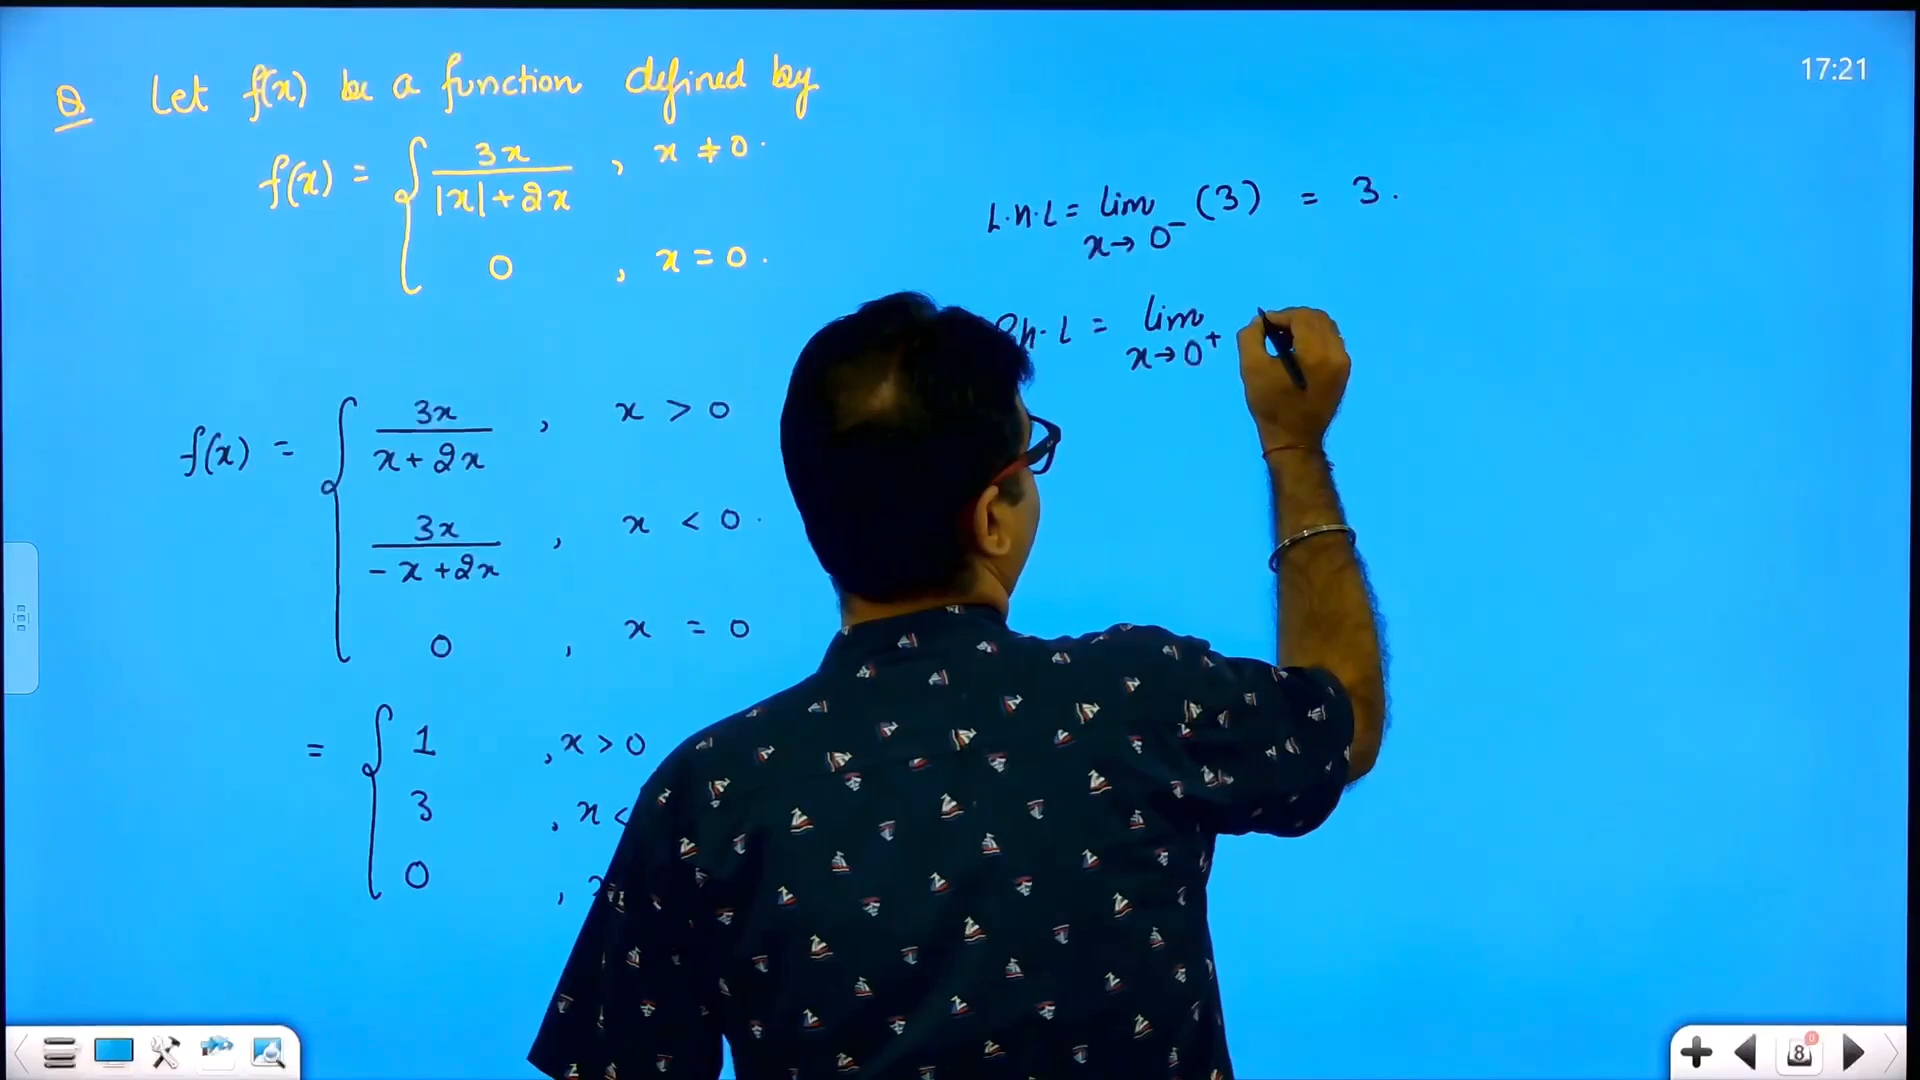 Q Let f(x) be a function defined by
f(x) = { 3x / |x| + 2x , x ≠ 0.
0 , x = 0.
17:21
L.H.L = lim x→0⁻ (3) = 3.
h.L = lim x→0⁺
f(x) = { 3x / x + 2x , x > 0
3x / -x + 2x , x < 0.
0 , x = 0
= { 1 , x > 0
3 , x <
0 ,
8
0